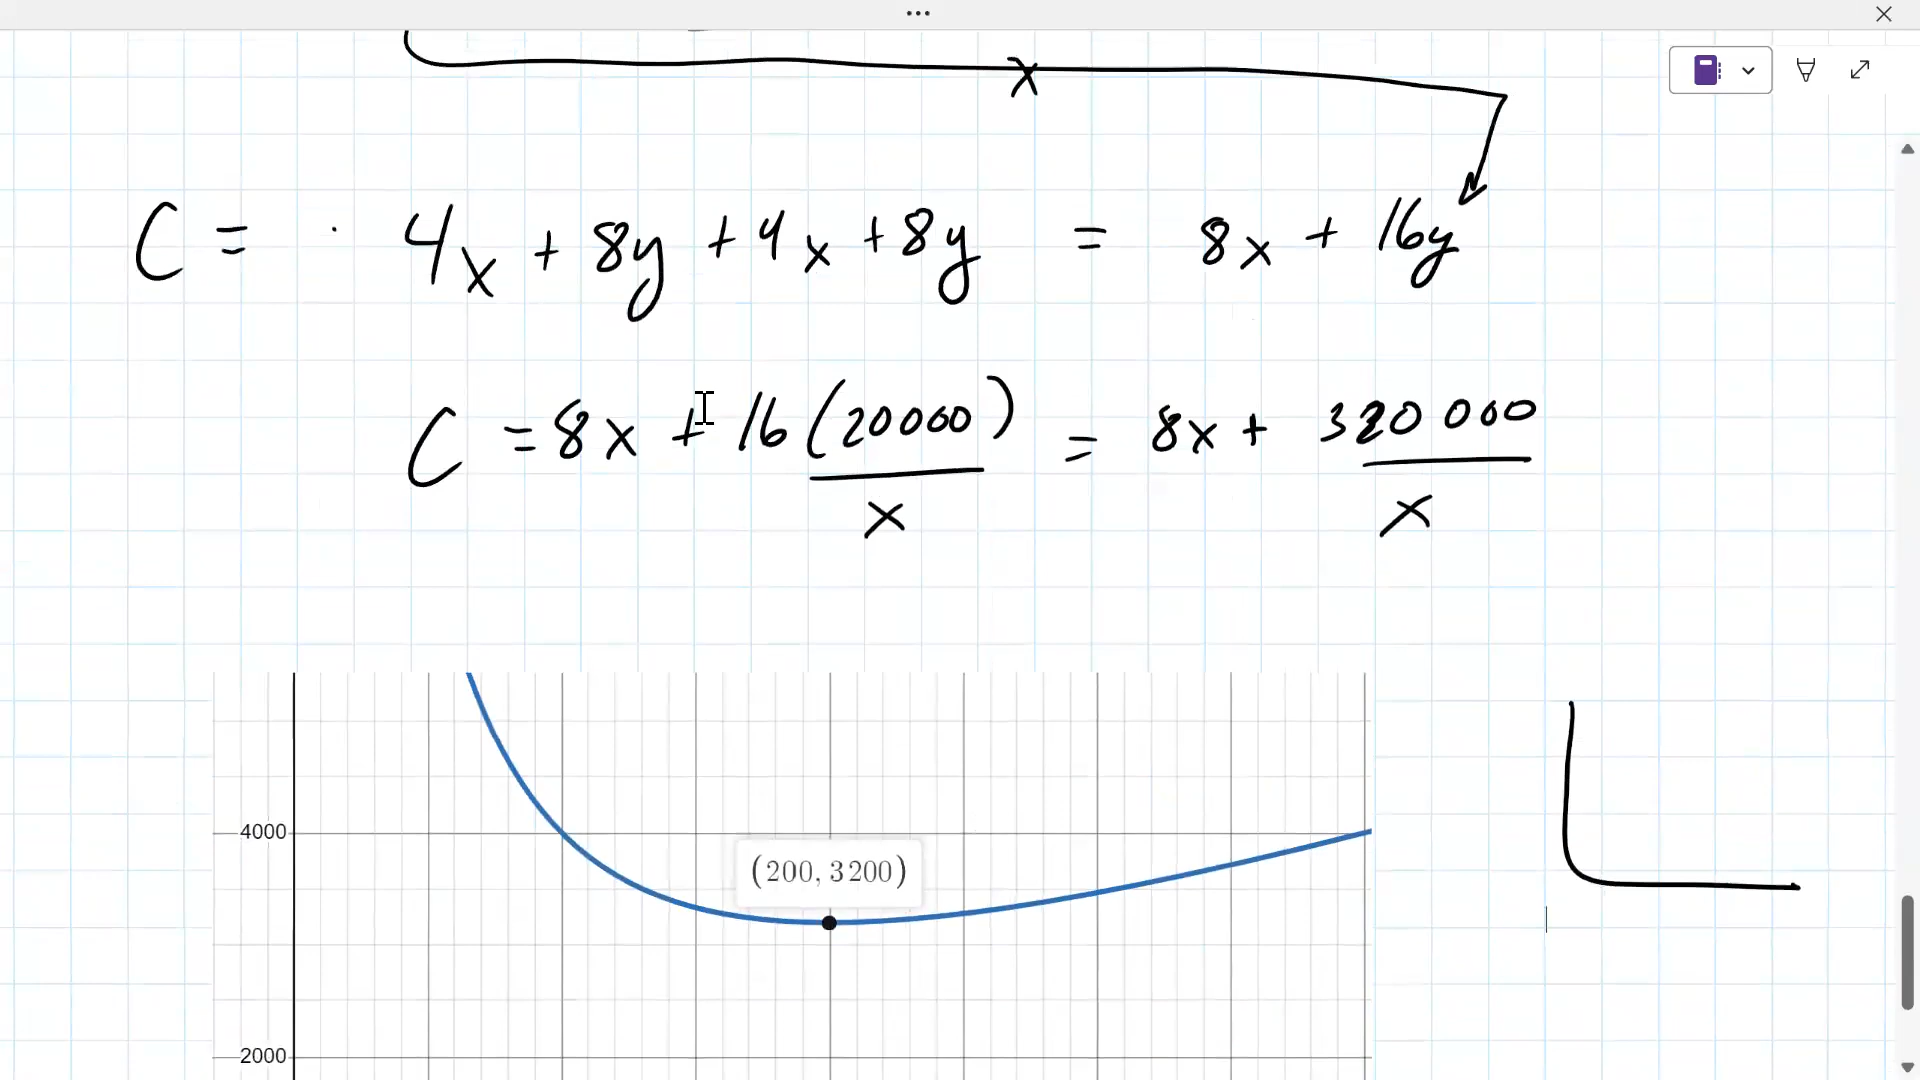 x
C = 4x + 8y + 4x + 8y = 8x + 16y
C = 8x + 16(20000)/x = 8x + 320 000/x
4000
(200, 3200)
2000